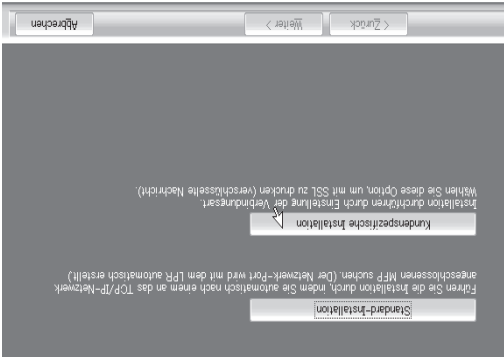 Standard-Installation
Führen Sie die Installation durch, indem Sie automatisch nach einem an das TCP/IP-Netzwerk
angeschlossenen MFP suchen. (Der Netzwerk-Port wird mit dem LPR automatisch erstellt)
Kundenspezifische Installation
Installation durchführen durch Einstellung der Verbindungsart.
Wählen Sie diese Option, um mit SSL zu drucken (verschlüsselte Nachricht).
< Zurück
Weiter >
Abbrechen